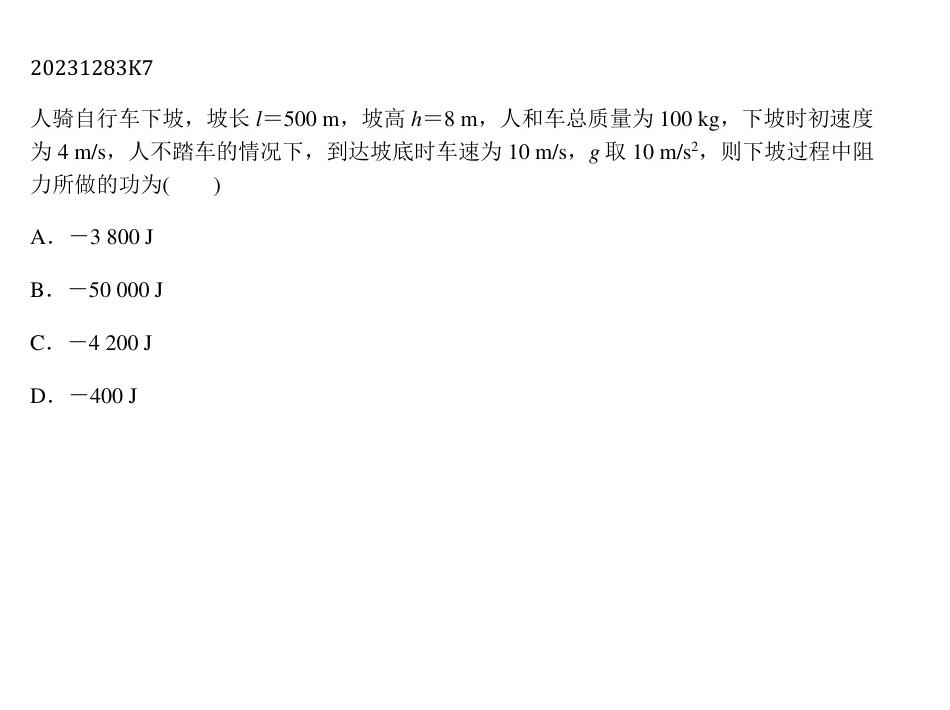 20231283K7
人骑自行车下坡，坡长 l＝500 m，坡高 h＝8 m，人和车总质量为 100 kg，下坡时初速度
为 4 m/s，人不踏车的情况下，到达坡底时车速为 10 m/s，g 取 10 m/s²，则下坡过程中阻
力所做的功为(　　)
A．－3 800 J
B．－50 000 J
C．－4 200 J
D．－400 J